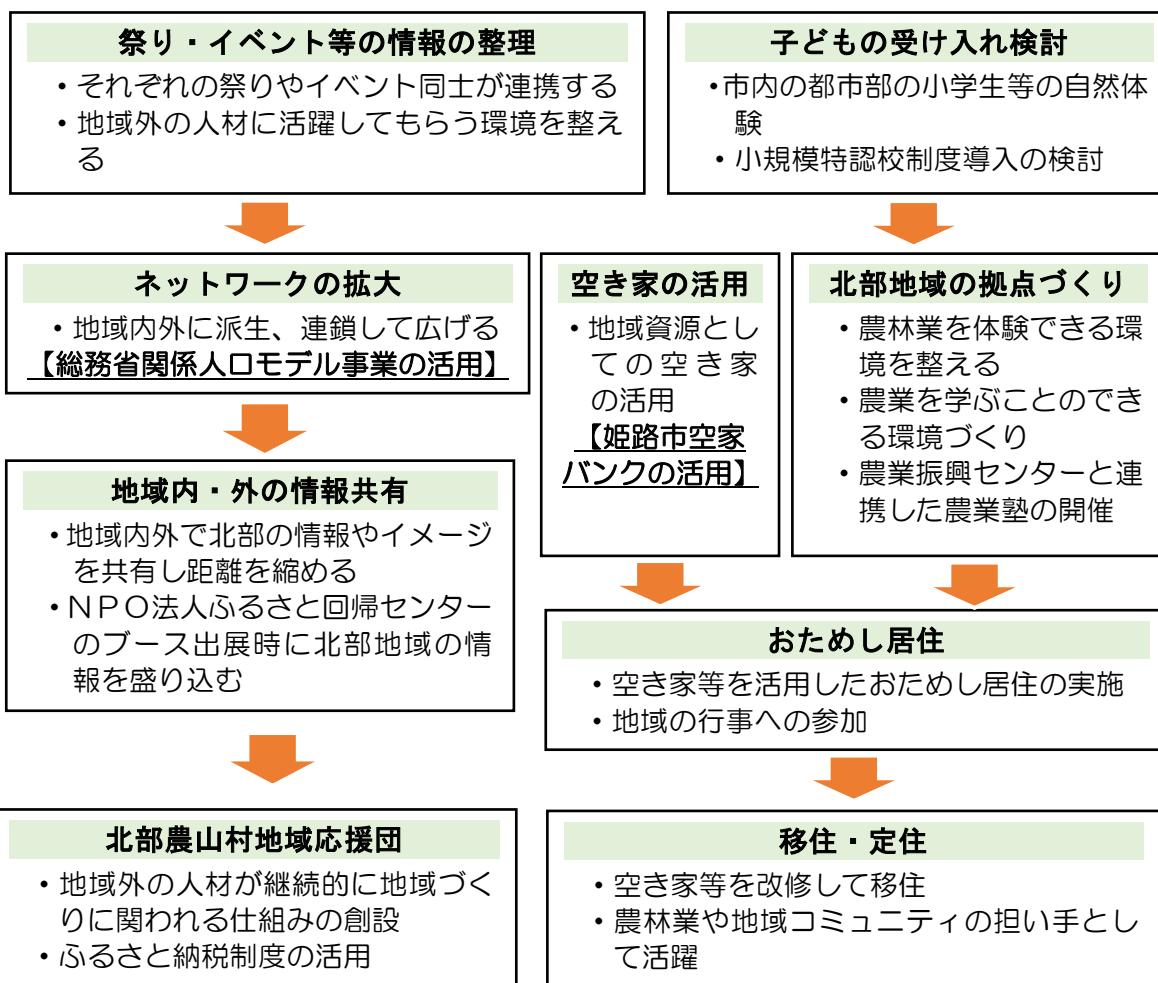 祭り・イベント等の情報の整理
・それぞれの祭りやイベント同士が連携する
・地域外の人材に活躍してもらう環境を整え
る
子どもの受け入れ検討
・市内の都市部の小学生等の自然体
験
・小規模特認校制度導入の検討
ネットワークの拡大
・地域内外に派生、連鎖して広げる
【総務省関係人口モデル事業の活用】
空き家の活用
・地域資源とし
ての空き家
の活用
【姫路市空家
バンクの活用】
北部地域の拠点づくり
・農林業を体験できる環
境を整える
・農業を学ぶことのでき
る環境づくり
・農業振興センターと連
携した農業塾の開催
地域内・外の情報共有
・地域内外で北部の情報やイメージ
を共有し距離を縮める
・ＮＰＯ法人ふるさと回帰センター
のブース出展時に北部地域の情
報を盛り込む
おためし居住
・空き家等を活用したおためし居住の実施
・地域の行事への参加
北部農山村地域応援団
・地域外の人材が継続的に地域づく
りに関われる仕組みの創設
・ふるさと納税制度の活用
移住・定住
・空き家等を改修して移住
・農林業や地域コミュニティの担い手とし
て活躍